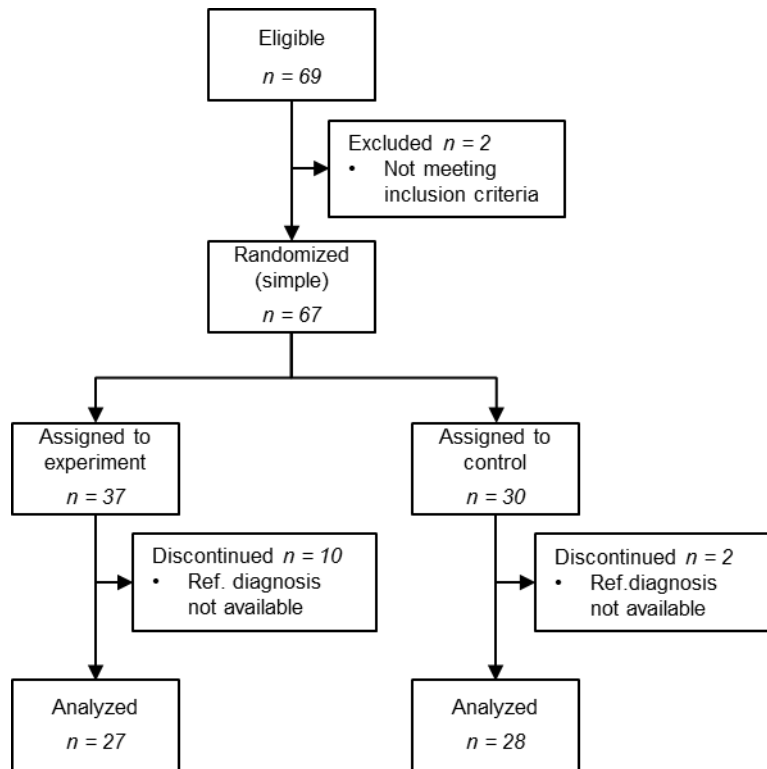 Eligible
n = 69
Excluded n = 2
• Not meeting
inclusion criteria
Randomized
(simple)
n = 67
Assigned to
experiment
n = 37
Assigned to
control
n = 30
Discontinued n = 10
• Ref. diagnosis
not available
Discontinued n = 2
• Ref.diagnosis
not available
Analyzed
n = 27
Analyzed
n = 28